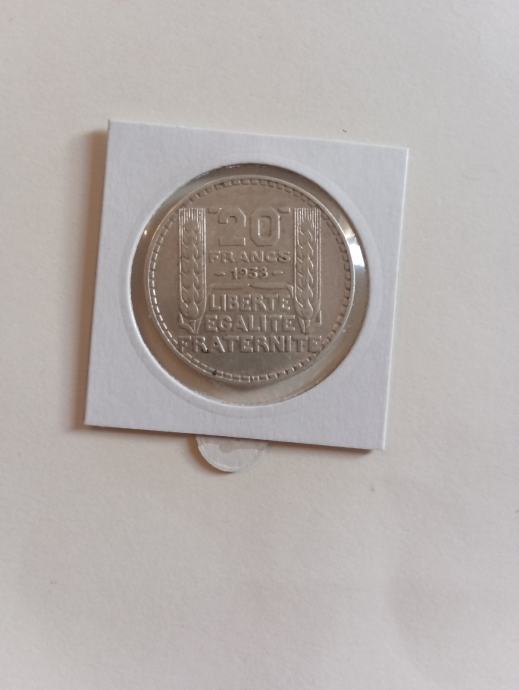 20
FRANCS
1933
LIBERTE
EGALITE
FRATERNITE